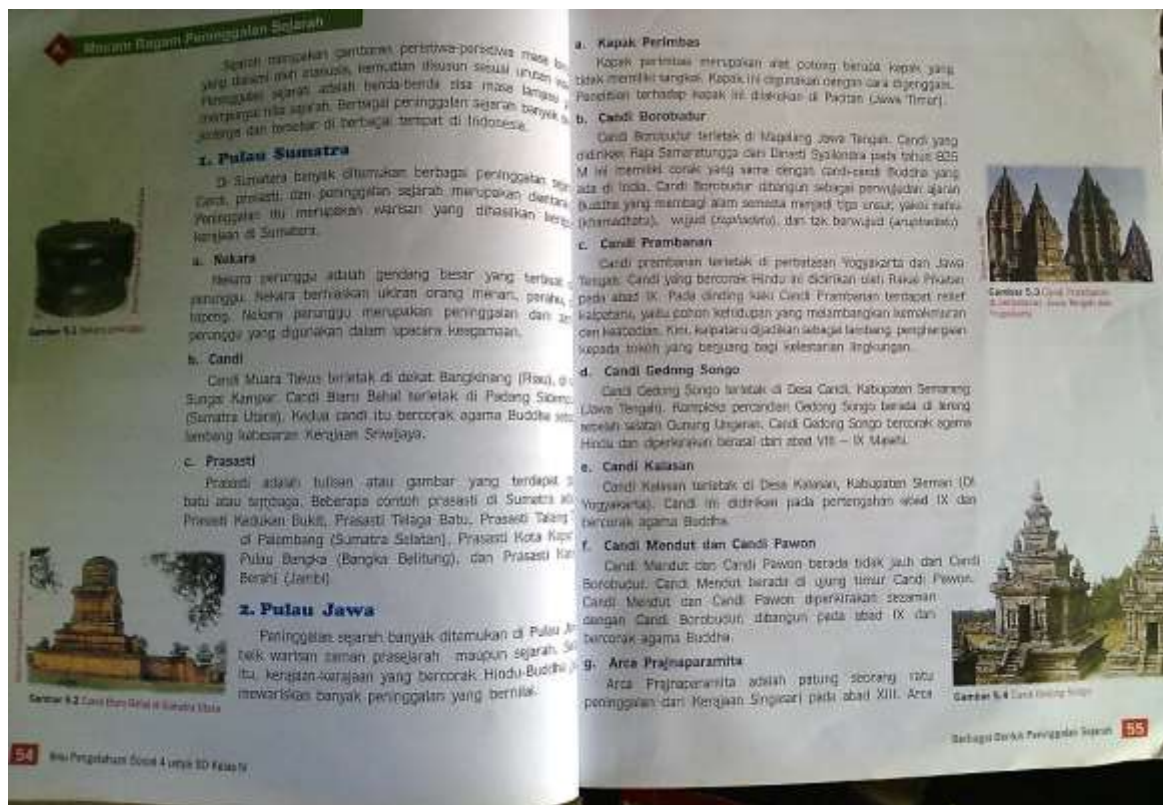 A. Macam Ragam Peninggalan Sejarah
Sejarah merupakan gambaran peristiwa-peristiwa masa
yang dialami oleh manusia, kemudian disusun sesuai urutan
Peninggalan sejarah adalah benda-benda sisa masa lampau
mempunyai nilai sejarah. Berbagai peninggalan sejarah banyak
dan tersebar di berbagai tempat di Indonesia.
1. Pulau Sumatra
Di Sumatera banyak ditemukan berbagai peninggalan
Candi, prasasti, dan peninggalan sejarah merupakan
Peninggalan itu merupakan warisan yang dihasilkan
kerajaan di Sumatera.
a. Nekara
Nekara perunggu adalah gendang besar yang terbuat
perunggu. Nekara berhiaskan ukiran orang menari, perahu,
topeng. Nekara perunggu merupakan peninggalan dari
perunggu yang digunakan dalam upacara keagamaan.
Gambar 5.1 Nekara perunggu
b. Candi
Candi Muara Takus terletak di dekat Bangkinang (Riau), di
Sungai Kampar. Candi Biaro Bahal terletak di Padang
(Sumatra Utara). Kedua candi itu bercorak agama Buddha
lambang kebesaran Kerajaan Sriwijaya.
c. Prasasti
Prasasti adalah tulisan atau gambar yang terdapat
batu atau tembaga. Beberapa contoh prasasti di Sumatra
Prasasti Kedukan Bukit, Prasasti Telaga Batu, Prasasti Talang
di Palembang (Sumatra Selatan), Prasasti Kota
Pulau Bangka (Bangka Belitung), dan Prasasti
Berahi (Jambi).
2. Pulau Jawa
Peninggalan sejarah banyak ditemukan di Pulau
baik warisan zaman prasejarah maupun sejarah.
itu, kerajaan-kerajaan yang bercorak Hindu-Buddha
mewariskan banyak peninggalan yang bernilai.
Gambar 5.2 Candi Biaro Bahal di Sumatra Utara
54 Ilmu Pengetahuan Sosial 4 untuk SD Kelas IV
a. Kapak Perimbas
Kapak perimbas merupakan alat potong berupa kapak yang
tidak memiliki tangkai. Kapak ini digunakan dengan cara digenggam.
Penelitian terhadap kapak ini dilakukan di Pacitan (Jawa Timur).
b. Candi Borobudur
Candi Borobudur terletak di Magelang Jawa Tengah. Candi yang
didirikan Raja Samaratungga dari Dinasti Syailendra pada tahun 825
M ini memiliki corak yang sama dengan candi-candi Buddha yang
ada di India. Candi Borobudur dibangun sebagai perwujudan ajaran
Buddha yang membagi alam semesta menjadi tiga unsur, yakni nafsu
wujud dan tak berwujud
c. Candi Prambanan
Candi prambanan terletak di perbatasan Yogyakarta dan Jawa
Tengah. Candi yang bercorak Hindu ini didirikan oleh Rakai Pikatan
pada abad IX. Pada dinding kaki Candi Prambanan terdapat relief
kalpataru, yaitu pohon kehidupan yang melambangkan kemakmuran
dan keabadian. Kini, kalpataru dijadikan sebagai lambang penghargaan
kepada tokoh yang berjuang bagi kelestarian lingkungan.
Gambar 5.3 Candi Prambanan
Jawa Tengah dan
Yogyakarta
d. Candi Gedong Songo
Candi Gedong Songo terletak di Desa Candi, Kabupaten Semarang
(Jawa Tengah). Kompleks percandian Gedong Songo berada di lereng
sebelah selatan Gunung Ungaran. Candi Gedong Songo bercorak agama
Hindu dan diperkirakan berasal dari abad VIII – IX Masehi.
e. Candi Kalasan
Candi Kalasan terletak di Desa Kalasan, Kabupaten Sleman (DI
Yogyakarta). Candi ini didirikan pada pertengahan abad IX dan
bercorak agama Buddha.
f. Candi Mendut dan Candi Pawon
Candi Mendut dan Candi Pawon berada tidak jauh dari Candi
Borobudur. Candi Mendut berada di ujung timur Candi Pawon.
Candi Mendut dan Candi Pawon diperkirakan sezaman
dengan Candi Borobudur, dibangun pada abad IX dan
bercorak agama Buddha.
g. Arca Prajnaparamita
Arca Prajnaparamita adalah patung seorang ratu
peninggalan dari Kerajaan Singasari pada abad XIII. Arca
Gambar 5.4 Candi Gedong Songo
Berbagai Bentuk Peninggalan Sejarah 55